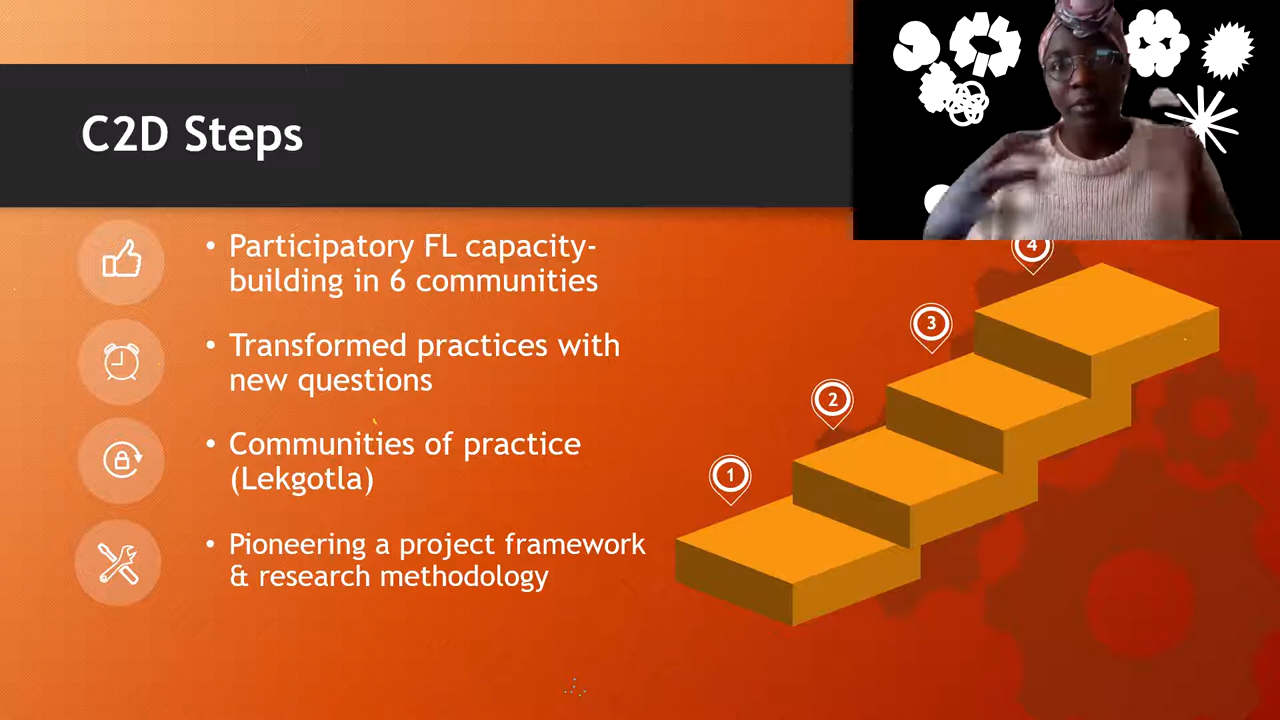 C2D Steps
• Participatory FL capacity-
building in 6 communities
• Transformed practices with
new questions
• Communities of practice
(Lekgotla)
• Pioneering a project framework
& research methodology
4
3
2
1